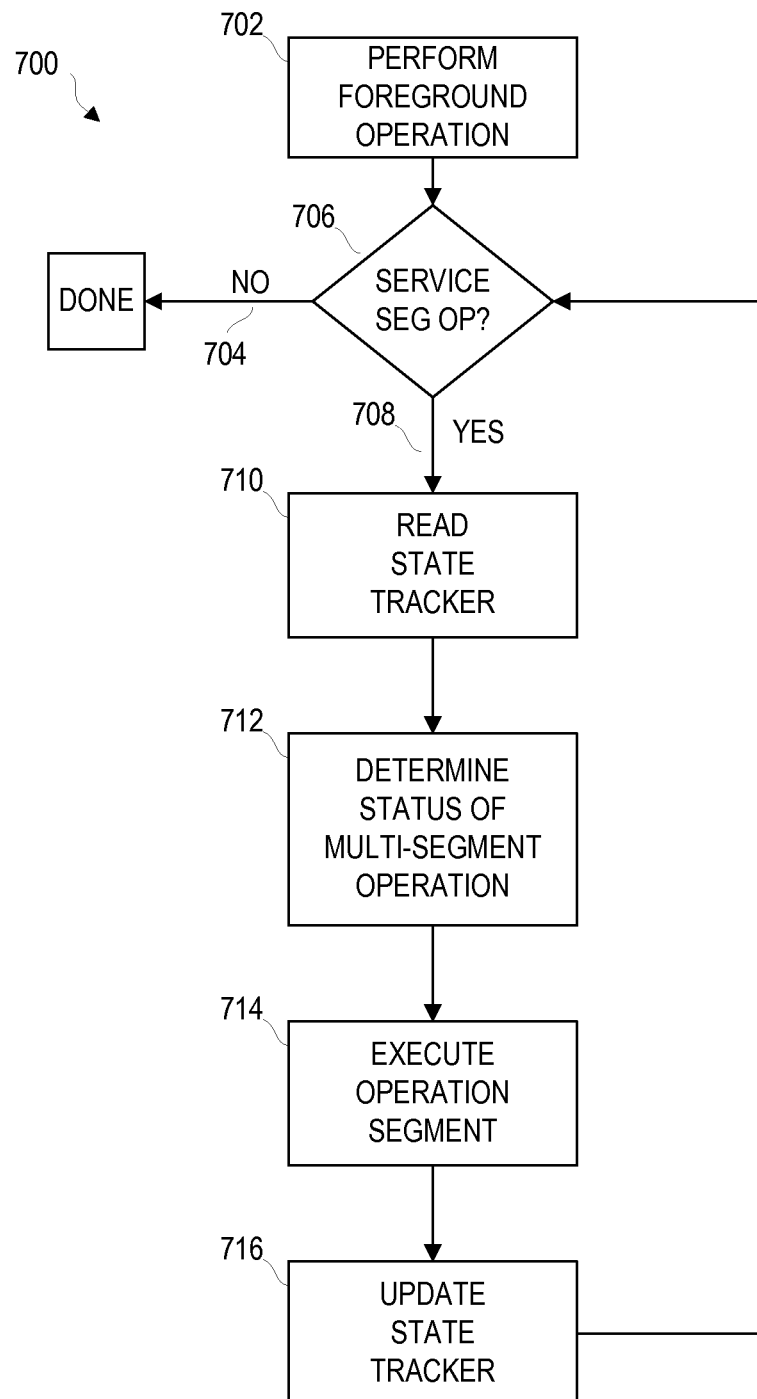 700
702
PERFORM
FOREGROUND
OPERATION
706
SERVICE
SEG OP?
DONE
NO
704
708
YES
710
READ
STATE
TRACKER
712
DETERMINE
STATUS OF
MULTI-SEGMENT
OPERATION
714
EXECUTE
OPERATION
SEGMENT
716
UPDATE
STATE
TRACKER